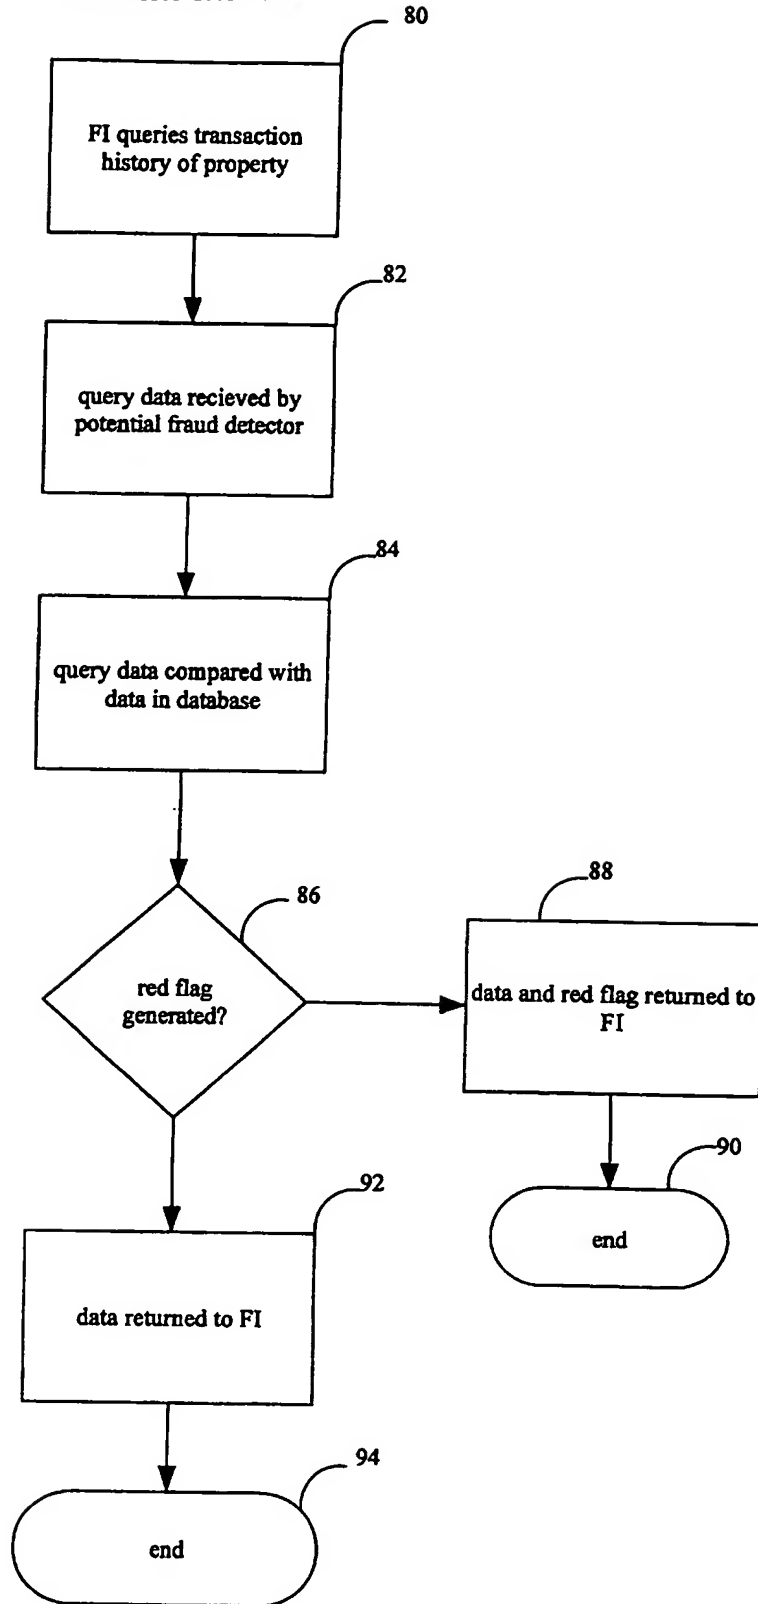 80
FI queries transaction
history of property
82
query data recieved by
potential fraud detector
84
query data compared with
data in database
86
red flag
generated?
88
data and red flag returned to
FI
90
end
92
data returned to FI
94
end